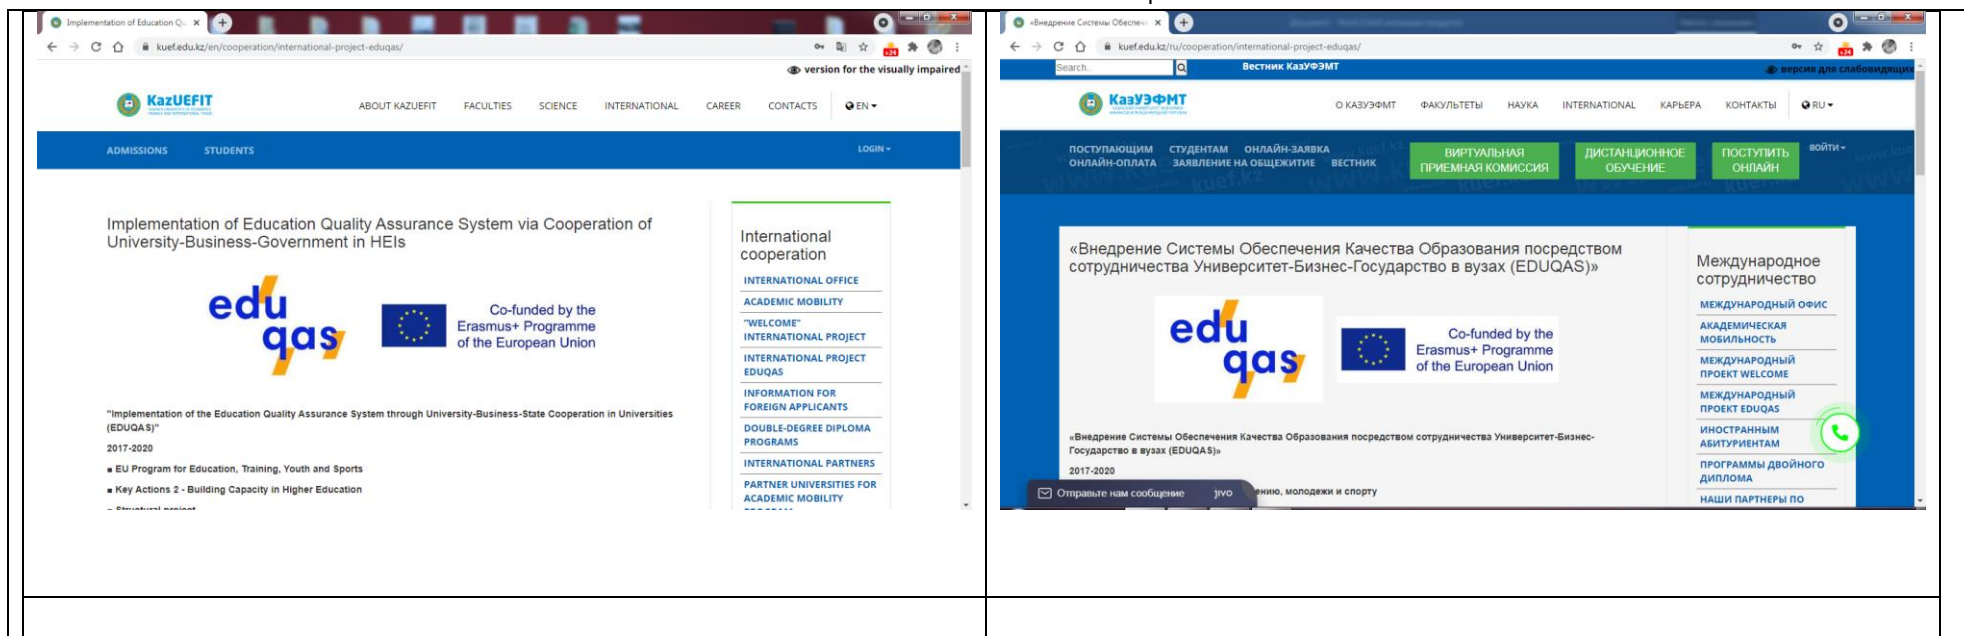 Implementation of Education Qu
kuef.edu.kz/en/cooperation/international-project-eduqas/
version for the visually impaired
KazUEFIT
ABOUT KAZUEFIT FACULTIES SCIENCE INTERNATIONAL CAREER CONTACTS EN
ADMISSIONS STUDENTS LOGIN
Implementation of Education Quality Assurance System via Cooperation of
University-Business-Government in HEIs
edu
qas
Co-funded by the
Erasmus+ Programme
of the European Union
"Implementation of the Education Quality Assurance System through University-Business-State Cooperation in Universities
(EDUQAS)"
2017-2020
■ EU Program for Education, Training, Youth and Sports
■ Key Actions 2 - Building Capacity in Higher Education
- Structural project
International
cooperation
INTERNATIONAL OFFICE
ACADEMIC MOBILITY
"WELCOME"
INTERNATIONAL PROJECT
INTERNATIONAL PROJECT
EDUQAS
INFORMATION FOR
FOREIGN APPLICANTS
DOUBLE-DEGREE DIPLOMA
PROGRAMS
INTERNATIONAL PARTNERS
PARTNER UNIVERSITIES FOR
ACADEMIC MOBILITY
PROGRAM
«Внедрение Системы Обеспече
kuef.edu.kz/ru/cooperation/international-project-eduqas/
Search..
Вестник КазУФЭМТ
версия для слабовидящих
КазУЭФМТ
О КАЗУЭФМТ ФАКУЛЬТЕТЫ НАУКА INTERNATIONAL КАРЬЕРА КОНТАКТЫ RU
ПОСТУПАЮЩИМ СТУДЕНТАМ ОНЛАЙН-ЗАЯВКА
ОНЛАЙН-ОПЛАТА ЗАЯВЛЕНИЕ НА ОБЩЕЖИТИЕ ВЕСТНИК
ВИРТУАЛЬНАЯ
ПРИЕМНАЯ КОМИССИЯ
ДИСТАНЦИОННОЕ
ОБУЧЕНИЕ
ПОСТУПИТЬ
ОНЛАЙН
ВОЙТИ
«Внедрение Системы Обеспечения Качества Образования посредством
сотрудничества Университет-Бизнес-Государство в вузах (EDUQAS)»
edu
qas
Co-funded by the
Erasmus+ Programme
of the European Union
«Внедрение Системы Обеспечения Качества Образования посредством сотрудничества Университет-Бизнес-
Государство в вузах (EDUQAS)»
2017-2020
ению, молодежи и спорту
Отправьте нам сообщение jivo
Международное
сотрудничество
МЕЖДУНАРОДНЫЙ ОФИС
АКАДЕМИЧЕСКАЯ
МОБИЛЬНОСТЬ
МЕЖДУНАРОДНЫЙ
ПРОЕКТ WELCOME
МЕЖДУНАРОДНЫЙ
ПРОЕКТ EDUQAS
ИНОСТРАННЫМ
АБИТУРИЕНТАМ
ПРОГРАММЫ ДВОЙНОГО
ДИПЛОМА
НАШИ ПАРТНЕРЫ ПО